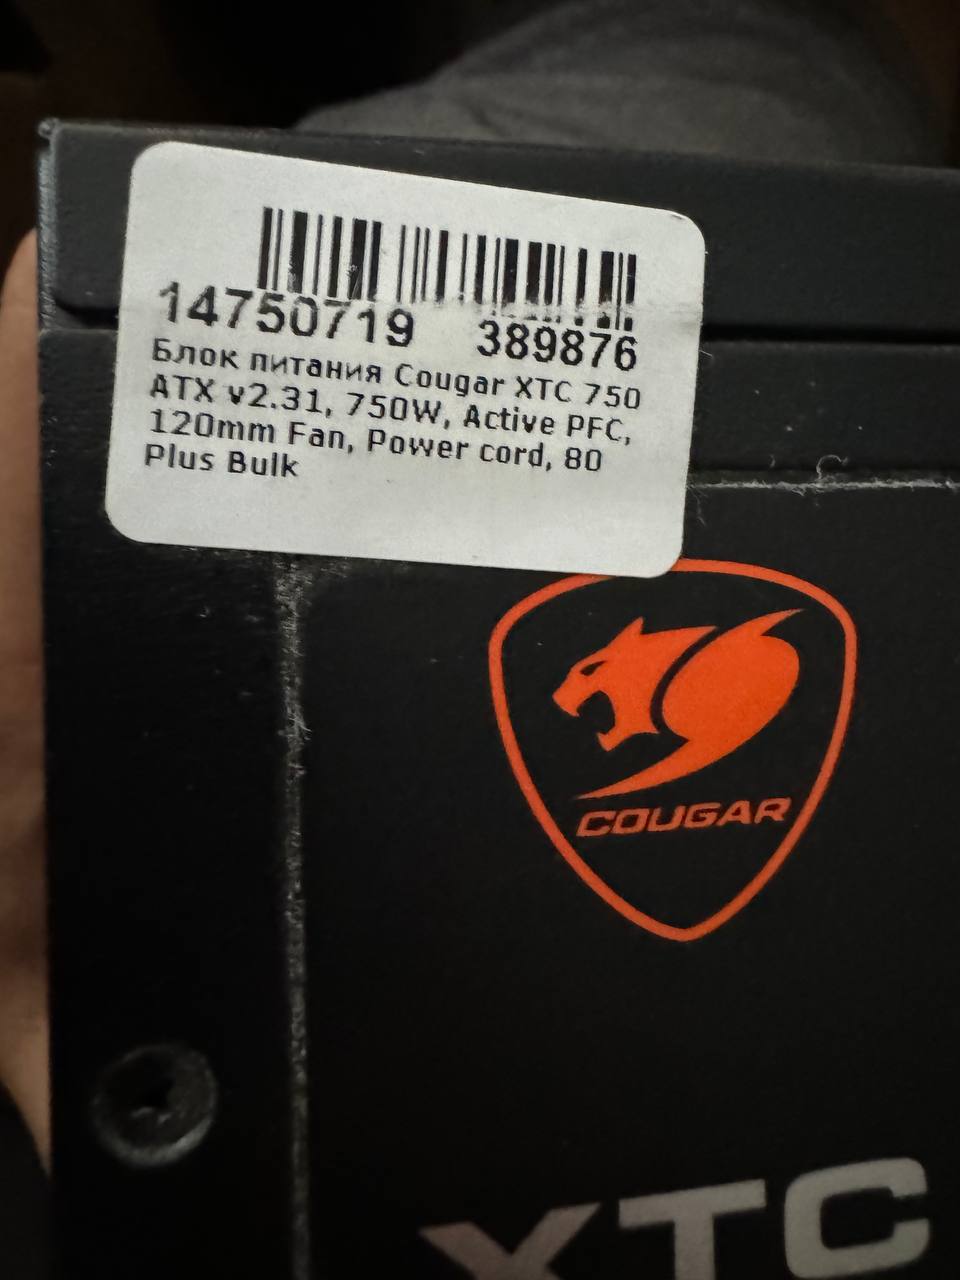 14750719 389876
Блок питания Cougar XTC 750
ATX v2.31, 750W, Active PFC,
120mm Fan, Power cord, 80
Plus Bulk
COUGAR
XTC